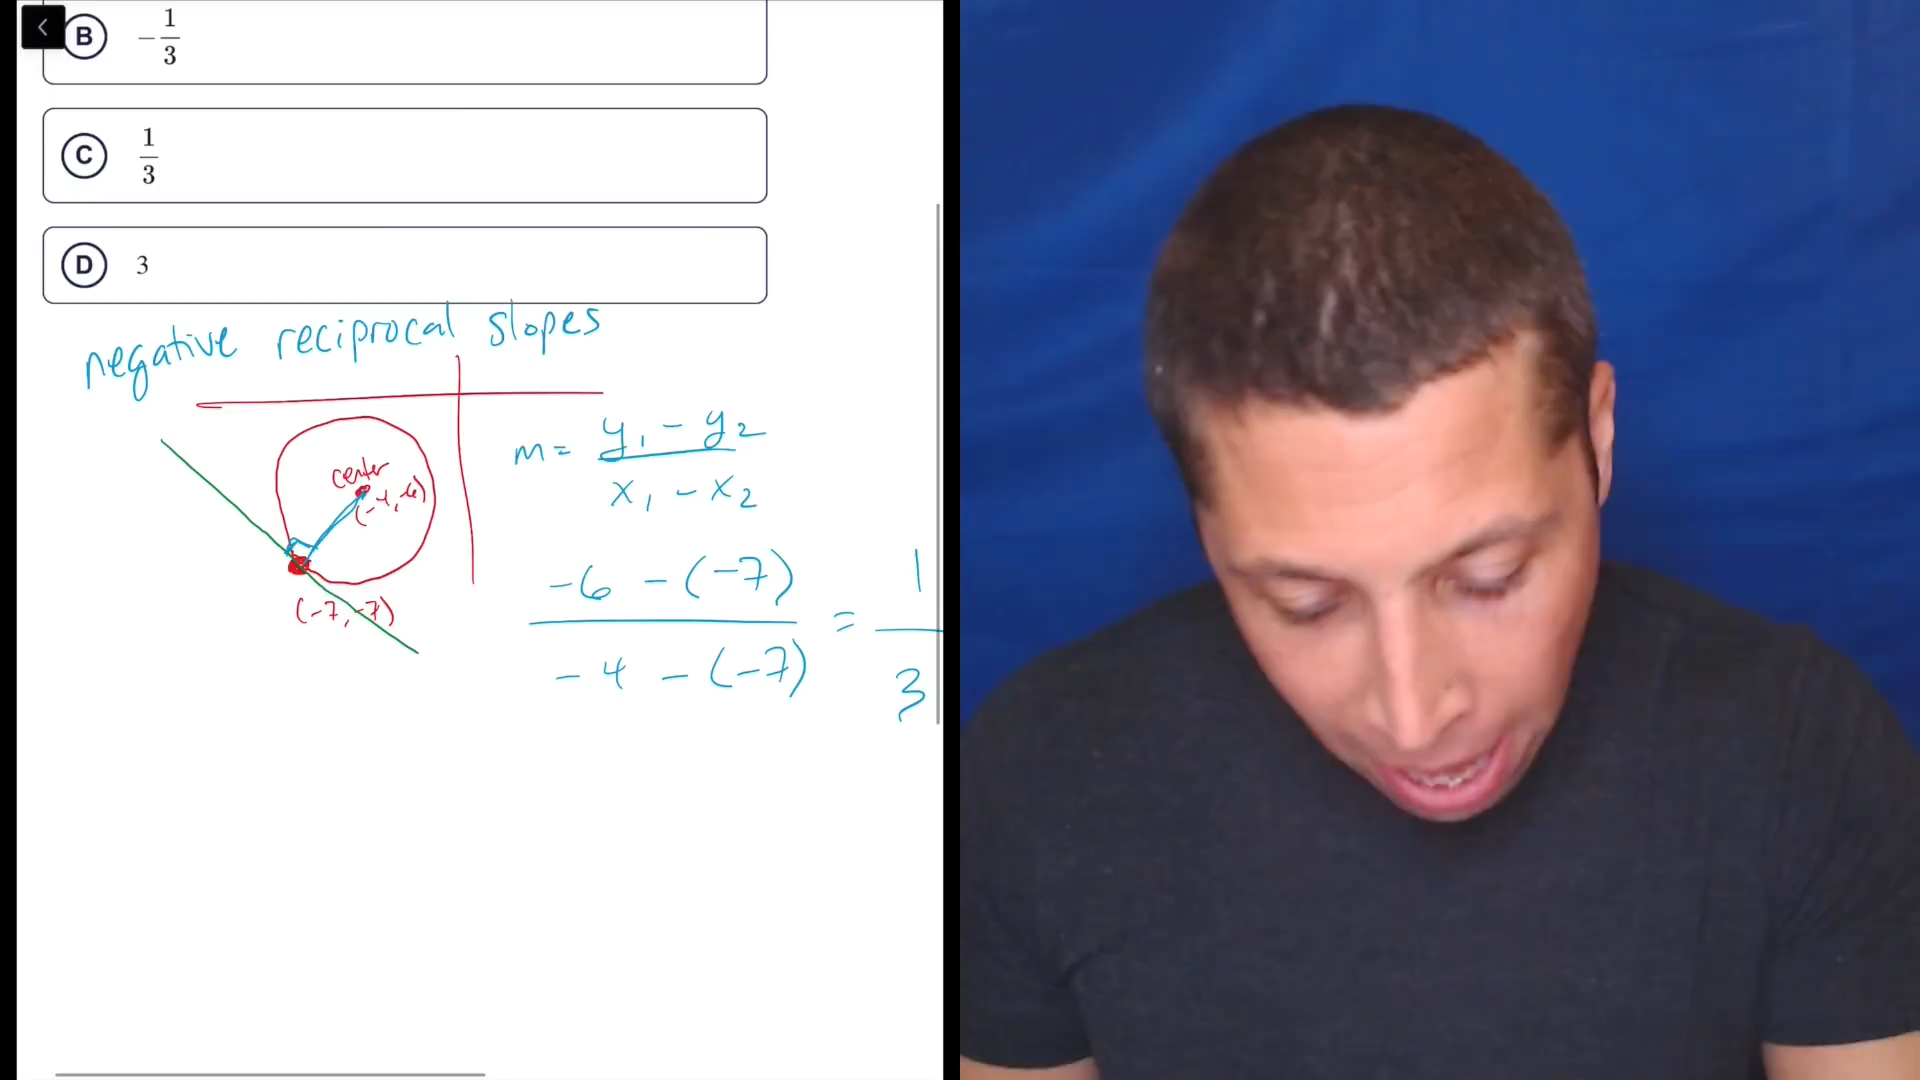 B -1/3
C 1/3
D 3
negative reciprocal slopes
m = y1 - y2 / x1 - x2
center
(-4,-6)
(-7,-7)
-6 - (-7) / -4 - (-7) = 1/3